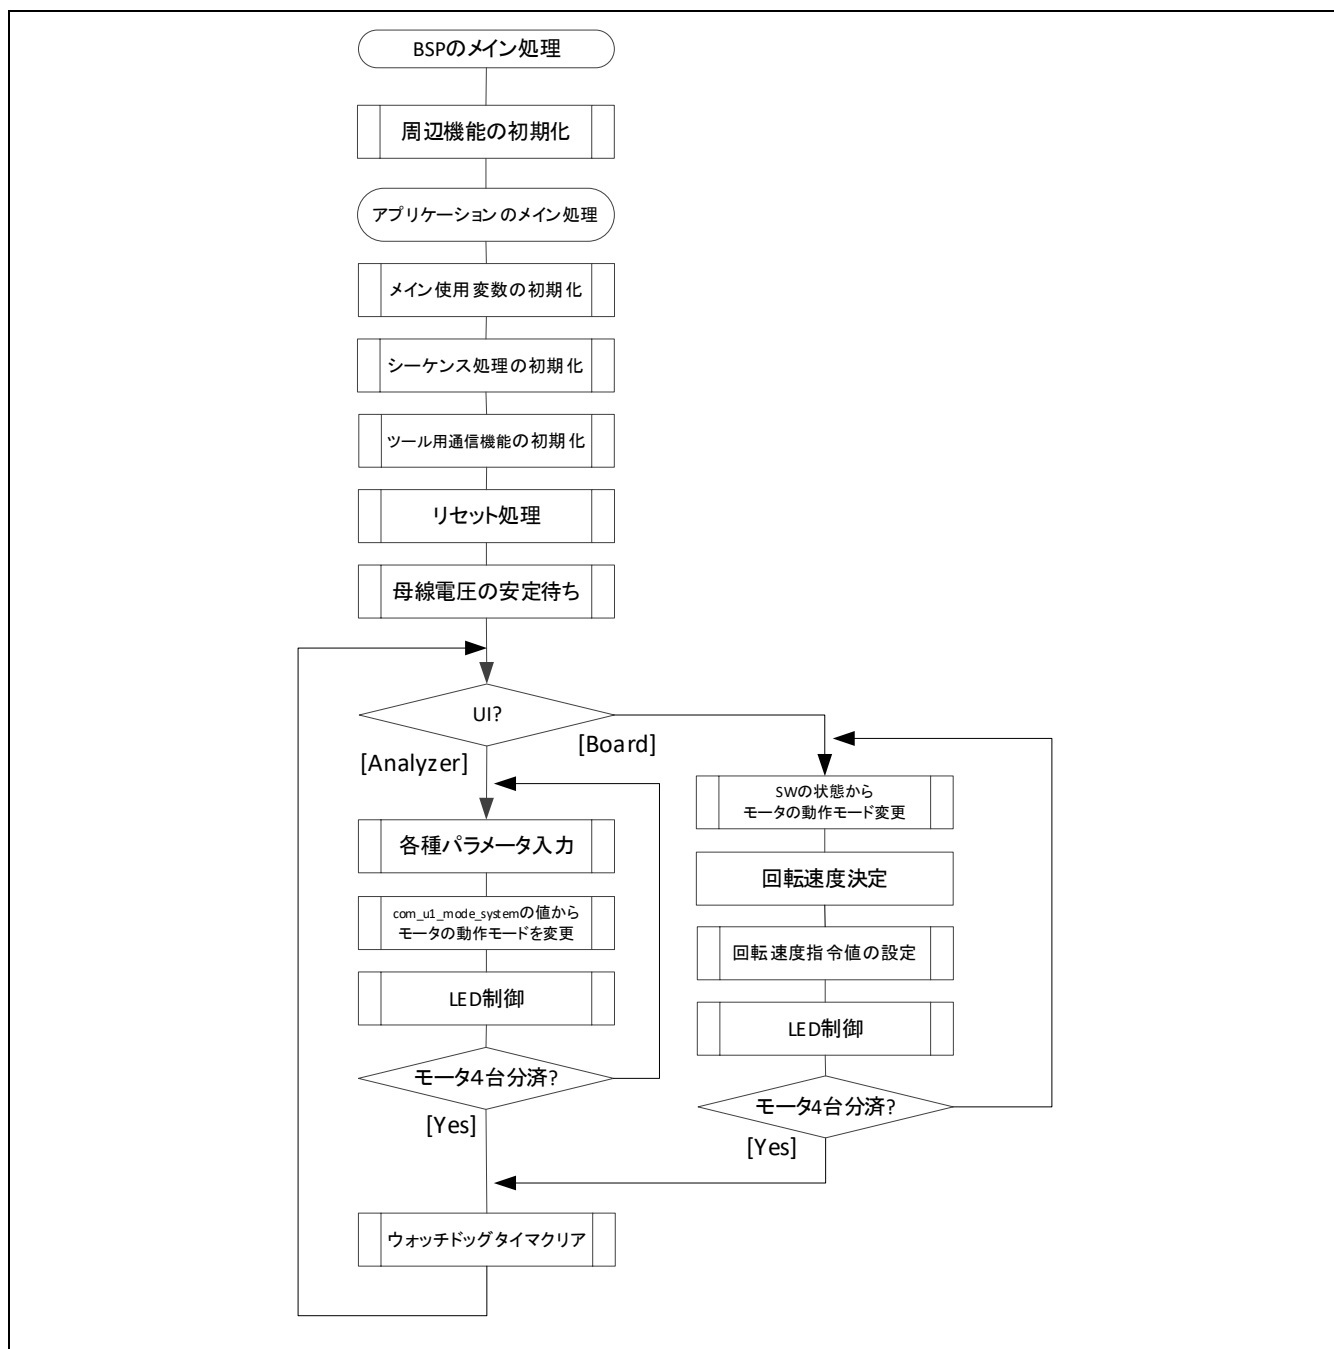 BSPのメイン処理
周辺機能の初期化
アプリケーションのメイン処理
メイン使用変数の初期化
シーケンス処理の初期化
ツール用通信機能の初期化
リセット処理
母線電圧の安定待ち
UI?
[Analyzer]
[Board]
各種パラメータ入力
com_u1_mode_systemの値から
モータの動作モードを変更
LED制御
モータ4台分済?
[Yes]
SWの状態から
モータの動作モード変更
回転速度決定
回転速度指令値の設定
LED制御
モータ4台分済?
[Yes]
ウォッチドッグタイマクリア